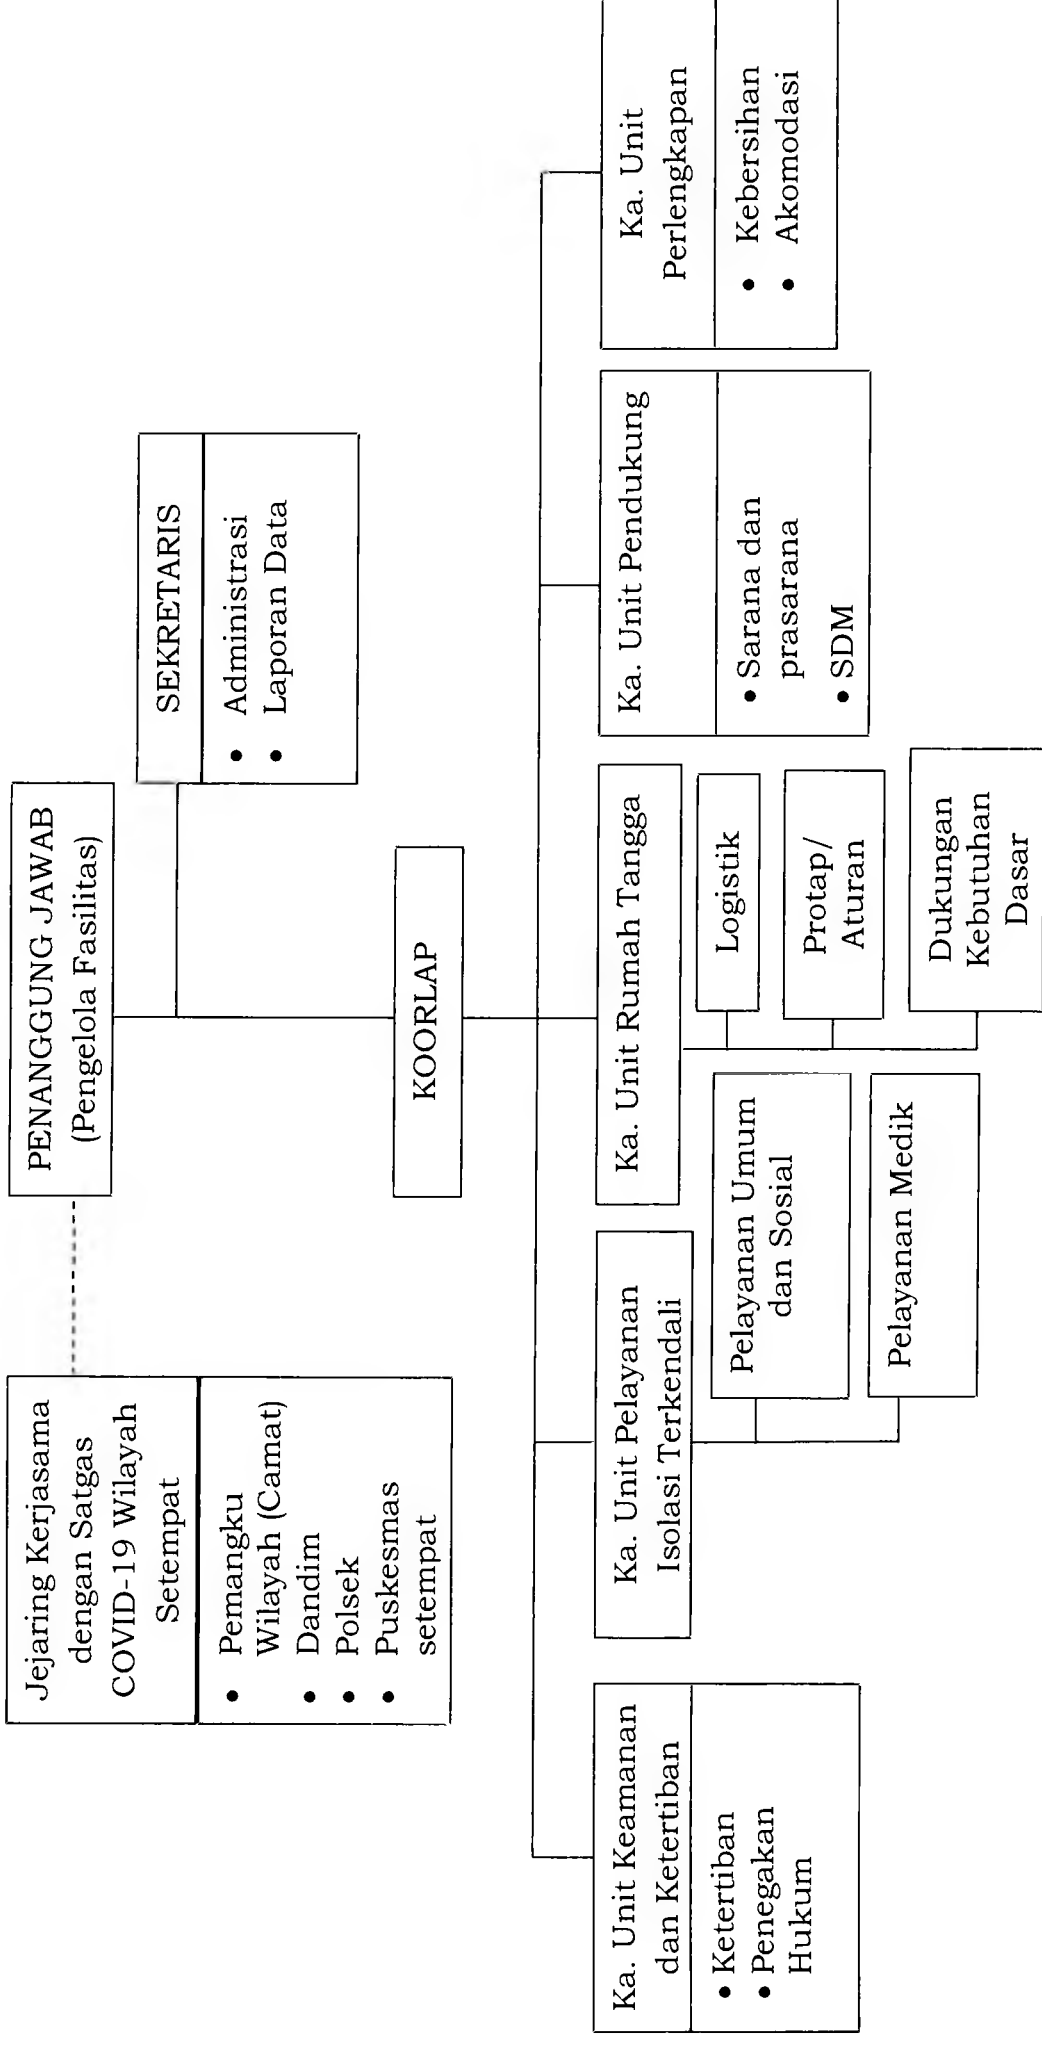 Jejaring Kerjasama
dengan Satgas
COVID-19 Wilayah
Setempat
• Pemangku
Wilayah (Camat)
• Dandim
• Polsek
• Puskesmas
setempat
PENANGGUNG JAWAB
(Pengelola Fasilitas)
SEKRETARIS
• Administrasi
• Laporan Data
KOORLAP
Ka. Unit Keamanan
dan Ketertiban
• Ketertiban
• Penegakan
Hukum
Ka. Unit Pelayanan
Isolasi Terkendali
Pelayanan Umum
dan Sosial
Pelayanan Medik
Ka. Unit Rumah Tangga
Logistik
Protap/
Aturan
Dukungan
Kebutuhan
Dasar
Ka. Unit Pendukung
• Sarana dan
prasarana
• SDM
Ka. Unit
Perlengkapan
• Kebersihan
• Akomodasi